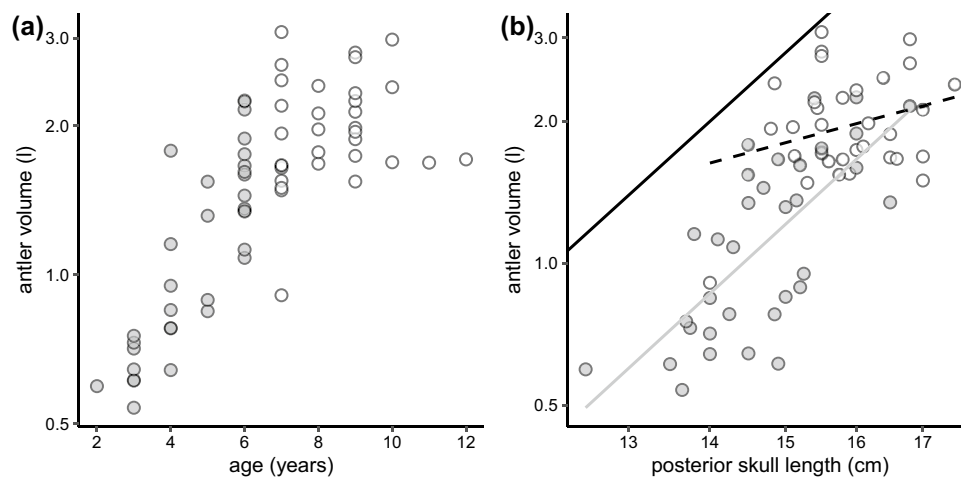 (a)
3.0
2.0
1.0
0.5
antler volume (l)
2 4 6 8 10 12
age (years)
(b)
3.0
2.0
1.0
0.5
antler volume (l)
13 14 15 16 17
posterior skull length (cm)